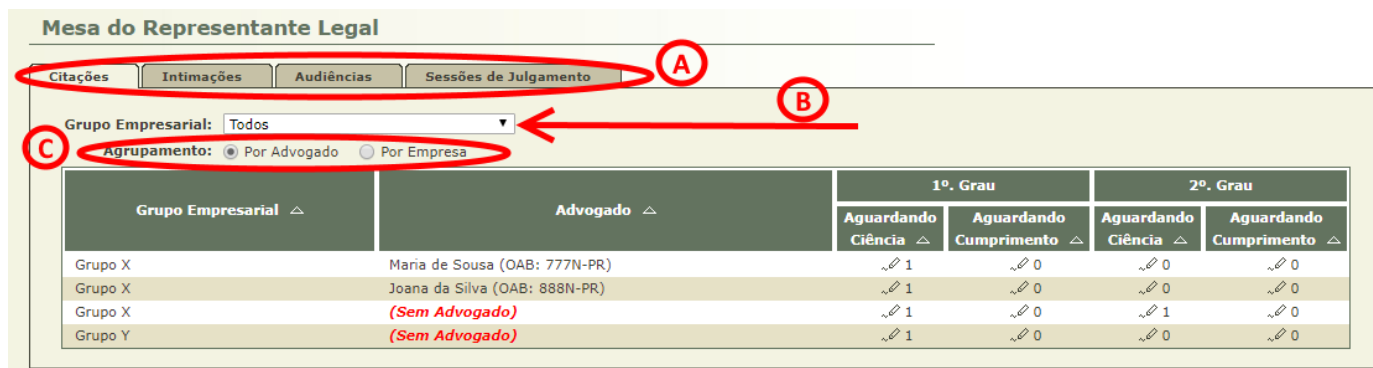 Mesa do Representante Legal
A
Citações Intimações Audiências Sessões de Julgamento
B
Grupo Empresarial: Todos
C
Agrupamento: Por Advogado Por Empresa
1º. Grau 2º. Grau
Grupo Empresarial Advogado
Aguardando Ciência Aguardando Cumprimento Aguardando Ciência Aguardando Cumprimento
Grupo X Maria de Sousa (OAB: 777N-PR) 1 0 0 0
Grupo X Joana da Silva (OAB: 888N-PR) 1 0 0 0
Grupo X (Sem Advogado) 1 0 1 0
Grupo Y (Sem Advogado) 1 0 0 0